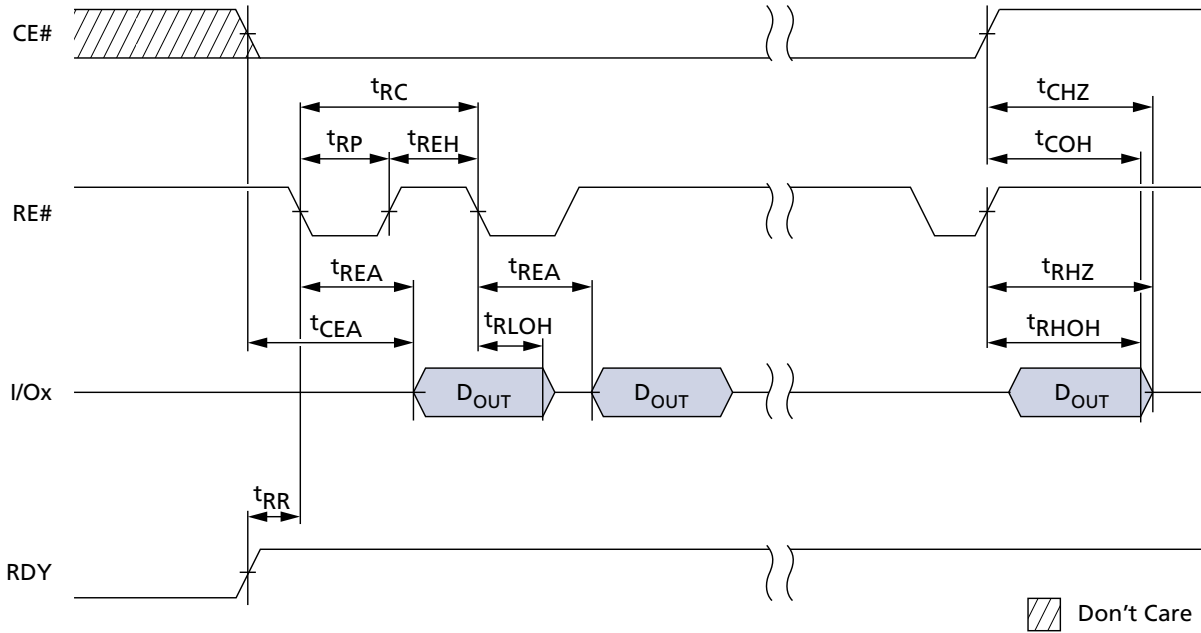 CE#
tRC
tCHZ
tRP
tREH
tCOH
RE#
tREA
tREA
tRHZ
tCEA
tRLOH
tRHOH
I/Ox
DOUT
DOUT
DOUT
tRR
RDY
Don't Care